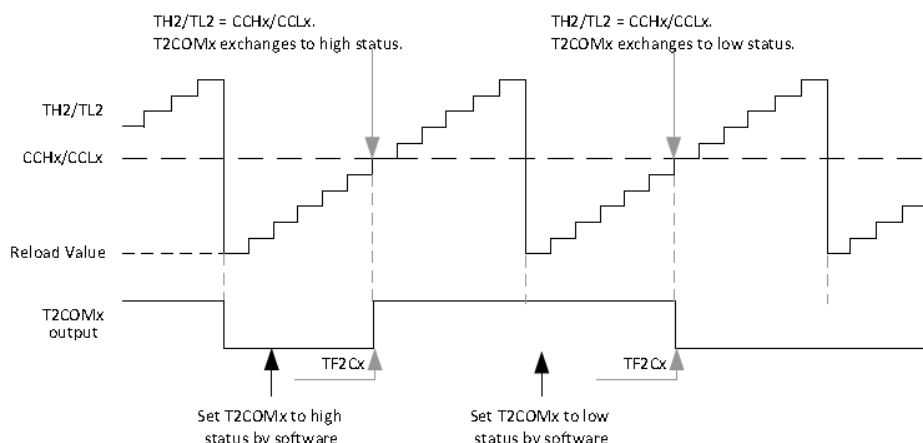 TH2/TL2 = CCHx/CCLx.
T2COMx exchanges to high status.
TH2/TL2 = CCHx/CCLx.
T2COMx exchanges to low status.
TH2/TL2
CCHx/CCLx
Reload Value
T2COMx
output
TF2Cx
TF2Cx
Set T2COMx to high
status by software
Set T2COMx to low
status by software